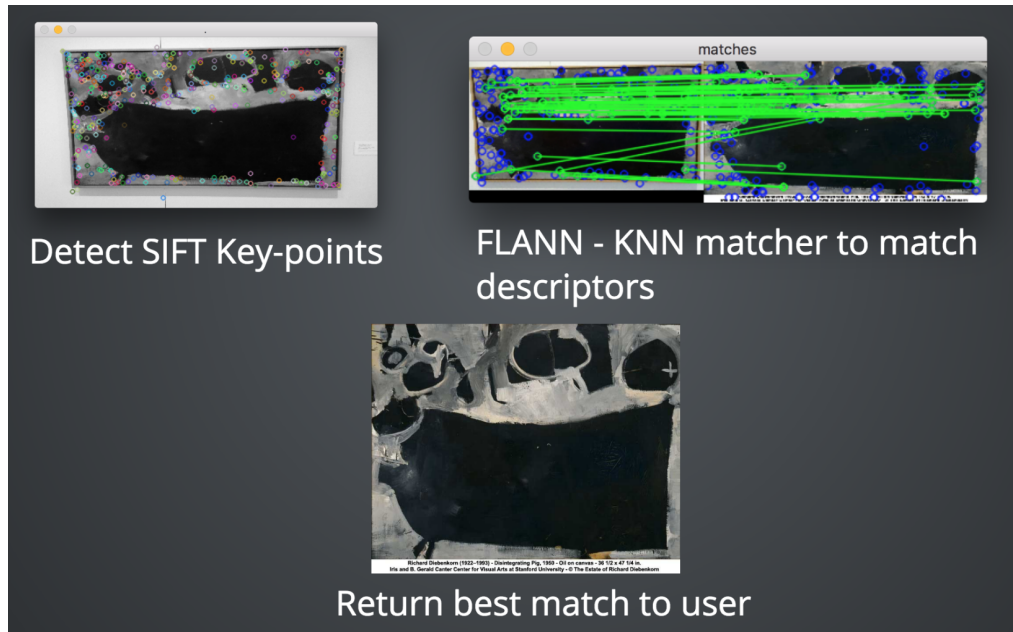 matches
Detect SIFT Key-points
FLANN - KNN matcher to match
descriptors
Richard Diebenkorn (1922–1993) - Disintegrating Pig, 1950 - Oil on canvas - 36 1/2 x 47 1/4 in.
Iris and B. Gerald Canter Center for Visual Arts at Stanford University - © The Estate of Richard Diebenkorn
Return best match to user